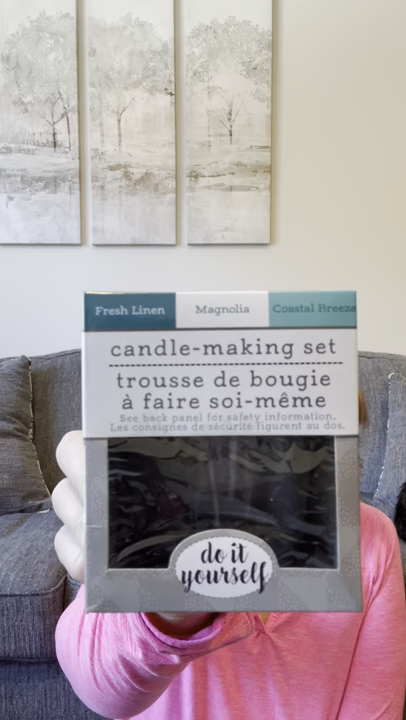 Fresh Linen Magnolia Coastal Breeze
candle-making set
trousse de bougie
à faire soi-même
See back panel for safety information.
Les consignes de sécurité figurent au dos.
do it
yourself